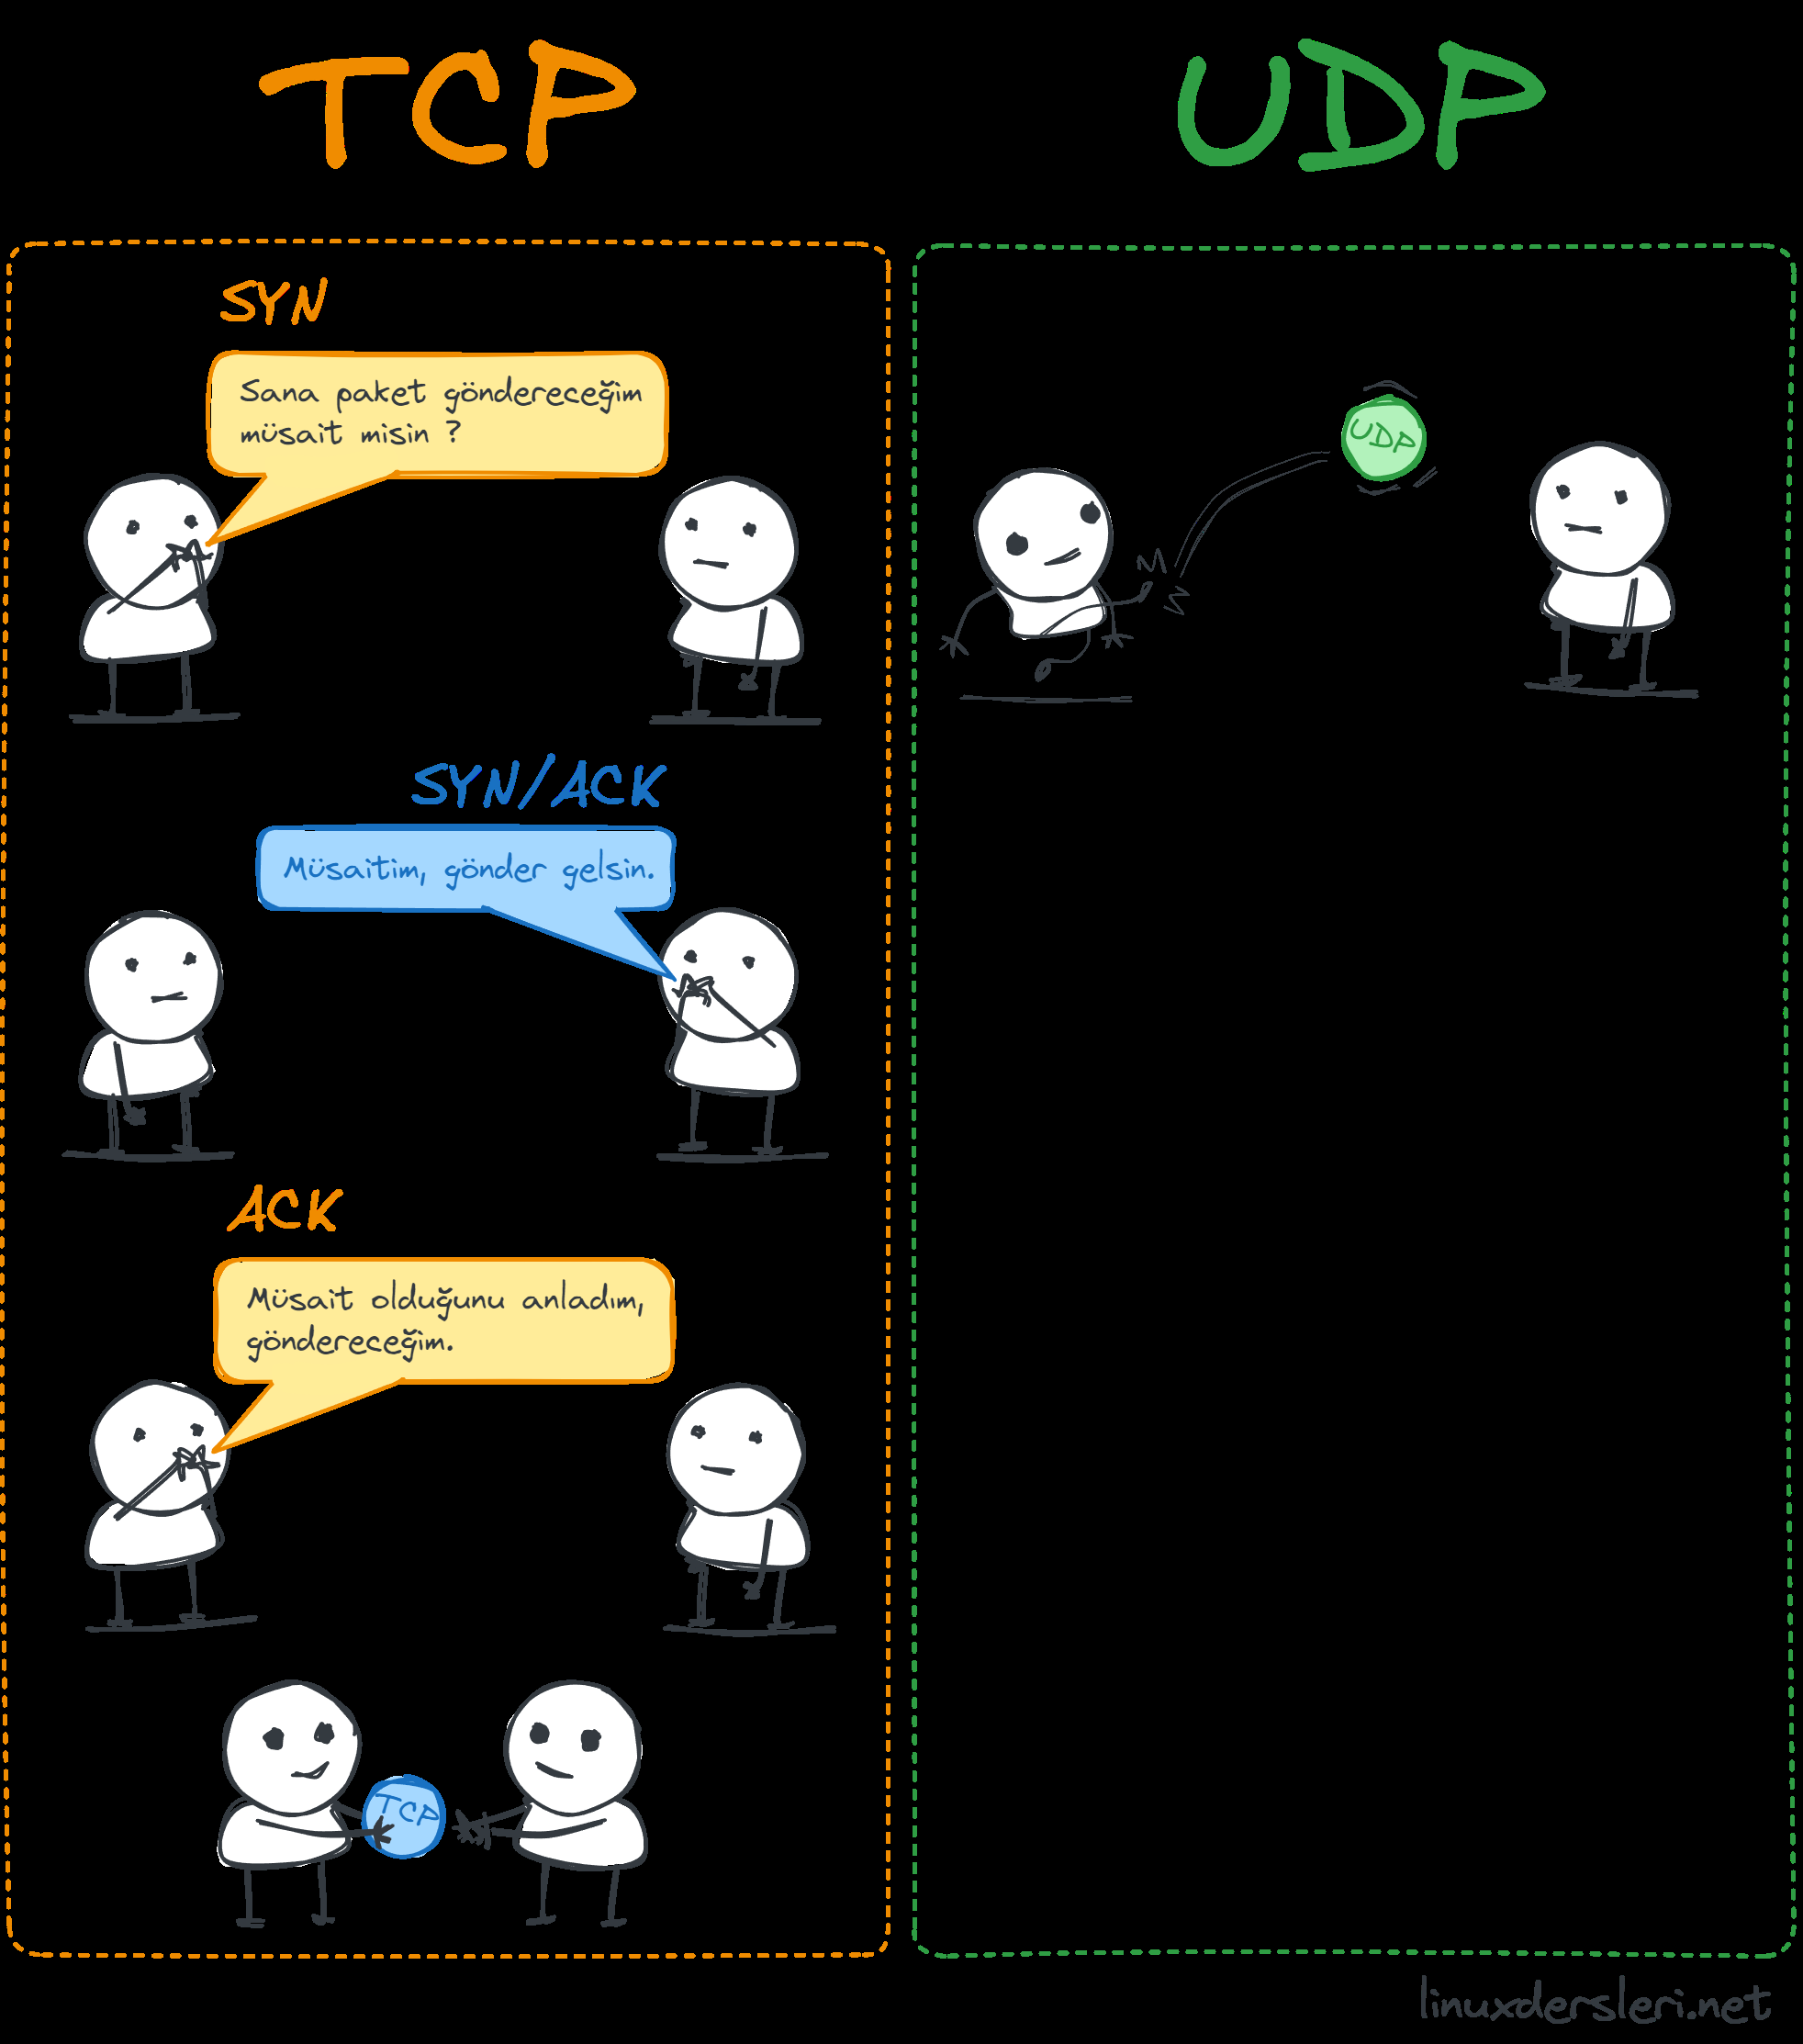 TCP
SYN
Sana paket göndereceğim
müsait misin ?
SYN/ACK
Müsaitim, gönder gelsin.
ACK
Müsait olduğunu anladım,
göndereceğim.
TCP
UDP
UDP
linuxdersleri.net